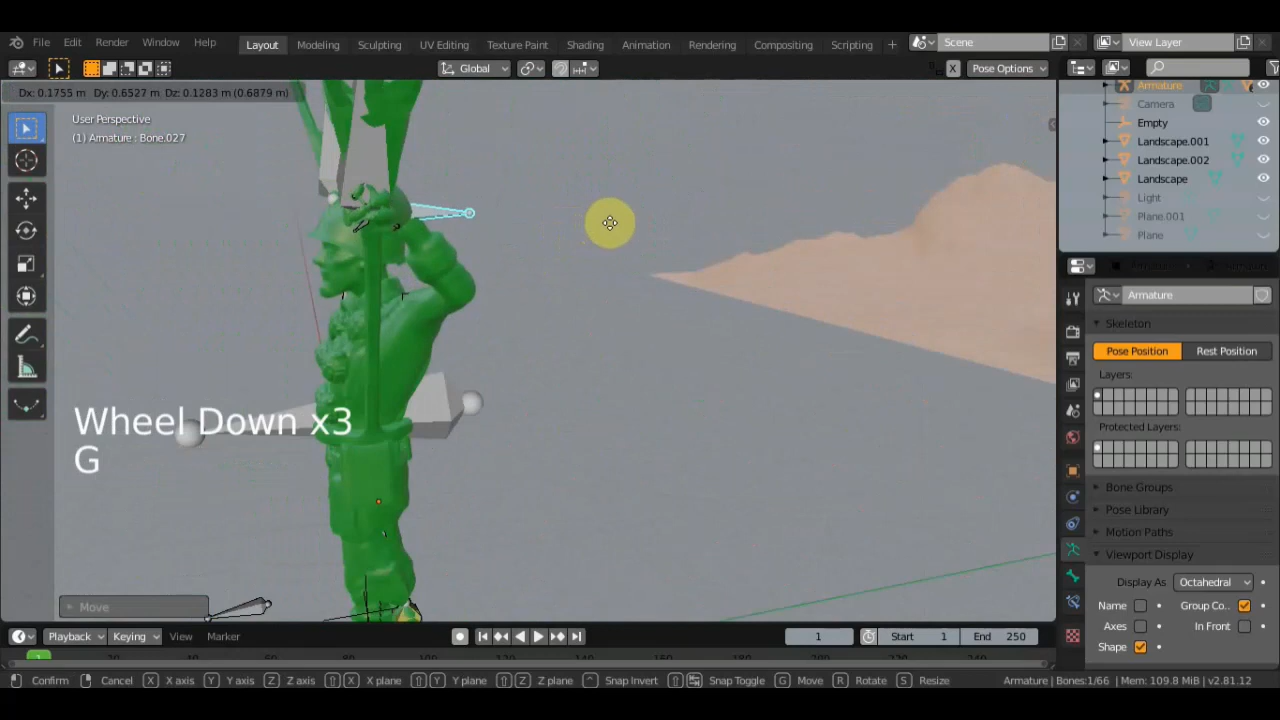 File Edit Render Window Help Layout Modeling Sculpting UV Editing Texture Paint Shading Animation Rendering Compositing Scripting + Scene View Layer
Global Pose Options
Dx: 0.1755 m Dy: 0.6527 m Dz: 0.1283 m (0.6879 m)
User Perspective
(1) Armature : Bone.027
Wheel Down x3
G
Move
Armature
Camera
Empty
Landscape.001
Landscape.002
Landscape
Light
Plane.001
Plane
Armature
Skeleton
Pose Position Rest Position
Layers:
Protected Layers:
Bone Groups
Pose Library
Motion Paths
Viewport Display
Display As Octahedral
Name Group Co..
Axes In Front
Shape
Playback Keying View Marker 1 Start 1 End 250
Confirm Cancel X X axis Y Y axis Z Z axis X X plane Y Y plane Z Z plane ^ Snap Invert Snap Toggle G Move R Rotate S Resize Armature | Bones:1/66 | Mem: 109.8 MiB | v2.81.12